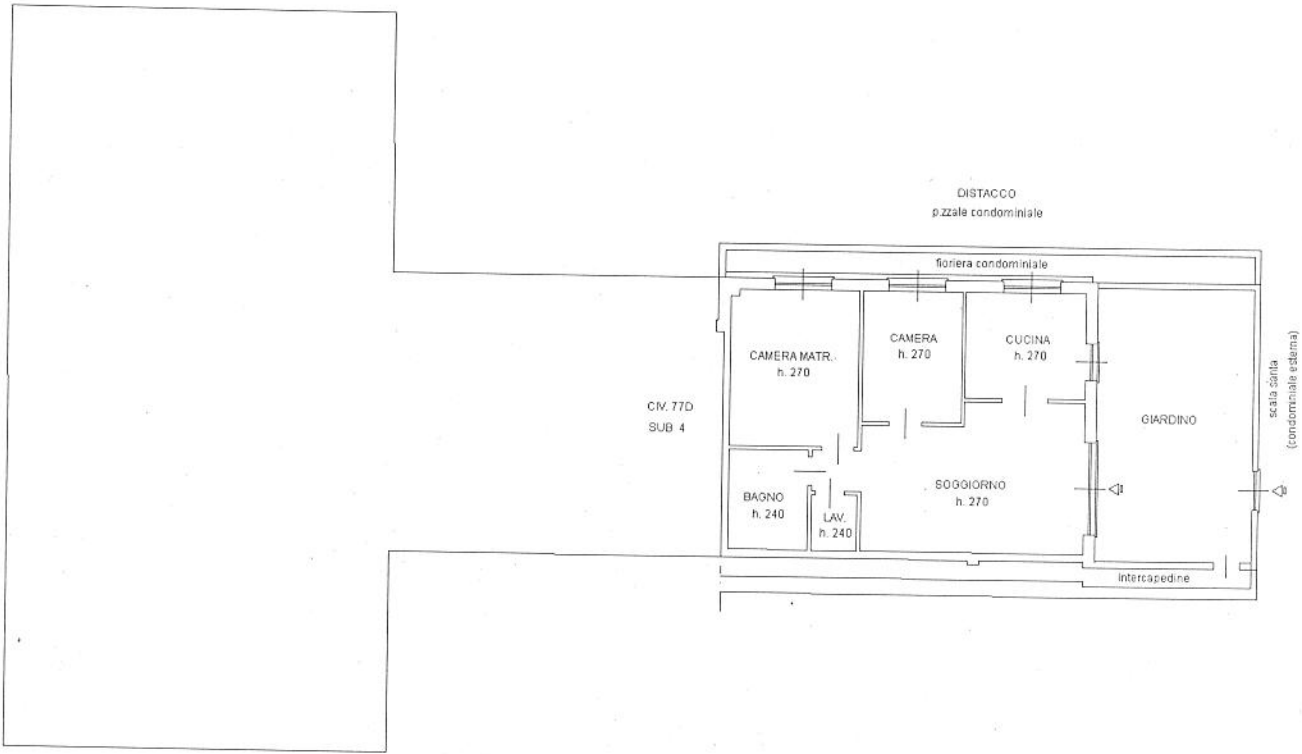 DISTACCO
p.zzale condominiale
fioriera condominiale
CAMERA MATR.
h. 270
CAMERA
h. 270
CUCINA
h. 270
GIARDINO
scala santa
(condominiale esterna)
CIV. 77D
SUB 4
BAGNO
h. 240
LAV.
h. 240
SOGGIORNO
h. 270
Intercapedine